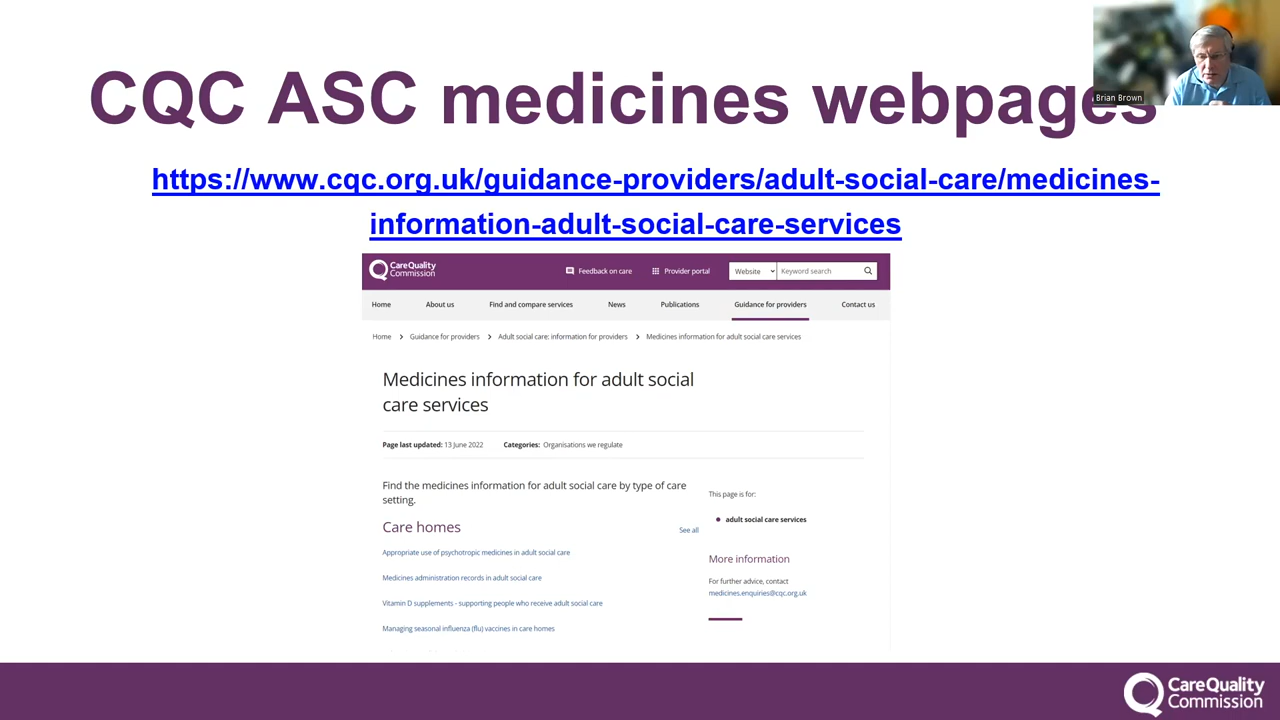 CQC ASC medicines webpages
Brian Brown
https://www.cqc.org.uk/guidance-providers/adult-social-care/medicines-
information-adult-social-care-services
CareQuality
Commission
Feedback on care
Provider portal
Website
Keyword search
Home
About us
Find and compare services
News
Publications
Guidance for providers
Contact us
Home > Guidance for providers > Adult social care: information for providers > Medicines information for adult social care services
Medicines information for adult social
care services
Page last updated: 13 June 2022
Categories: Organisations we regulate
Find the medicines information for adult social care by type of care
setting.
Care homes
See all
Appropriate use of psychotropic medicines in adult social care
Medicines administration records in adult social care
Vitamin D supplements - supporting people who receive adult social care
Managing seasonal influenza (flu) vaccines in care homes
This page is for:
adult social care services
More information
For further advice, contact
medicines.enquiries@cqc.org.uk
CareQuality
Commission